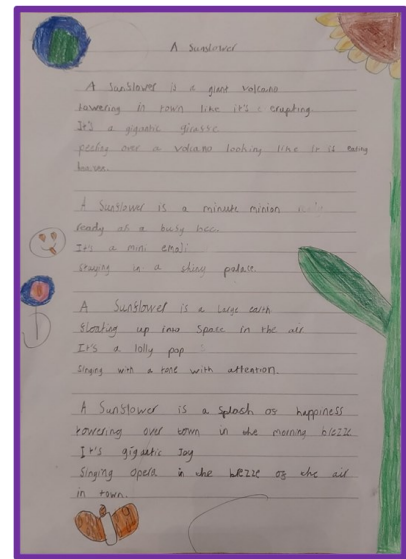 A Sunflower
A Sunflower is a giant volcano
towering in town like it's erupting.
It's a gigantic giraffe
peeling over a volcano looking like it is eating
A Sunflower is a minute minion
ready as a busy bee.
It's a mini emoji
Staying in a shiny palace.
A Sunflower is a large earth
floating up into space in the air
It's a lolly pop
Singing with a tone with attention.
A Sunflower is a splash of happiness
towering over town in the morning
It's gigantic Joy
Singing opera in the of the air
in town.